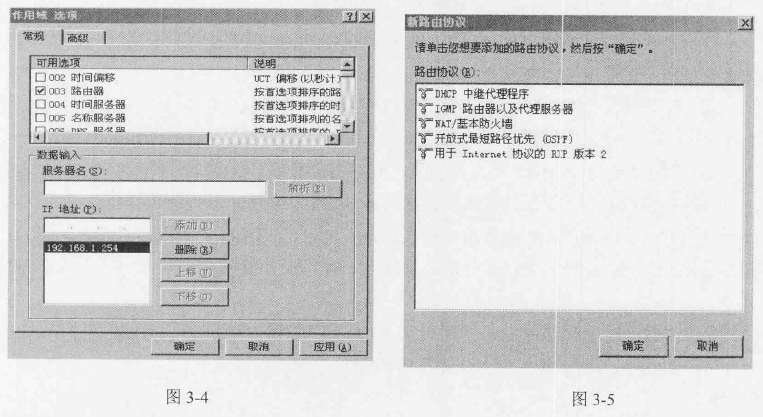 作用域 选项
常规
高级
可用选项 说明
002 时间偏移 UCT 偏移(以秒计)
003 路由器 按首选项排序的路
004 时间服务器 按首选项排序的时
005 名称服务器 按首选项排列的名
006 DNS 服务器 按首选项排序的
数据输入
服务器名(S):
解析(R)
IP 地址(P):
添加(D)
192.168.1.254
删除(R)
上移(U)
下移(O)
确定 取消 应用(A)
图 3-4
新路由协议
请单击您想要添加的路由协议，然后按“确定”。
路由协议(R):
DHCP 中继代理程序
IGMP 路由器以及代理服务器
NAT/基本防火墙
开放式最短路径优先 (OSPF)
用于 Internet 协议的 RIP 版本 2
确定 取消
图 3-5